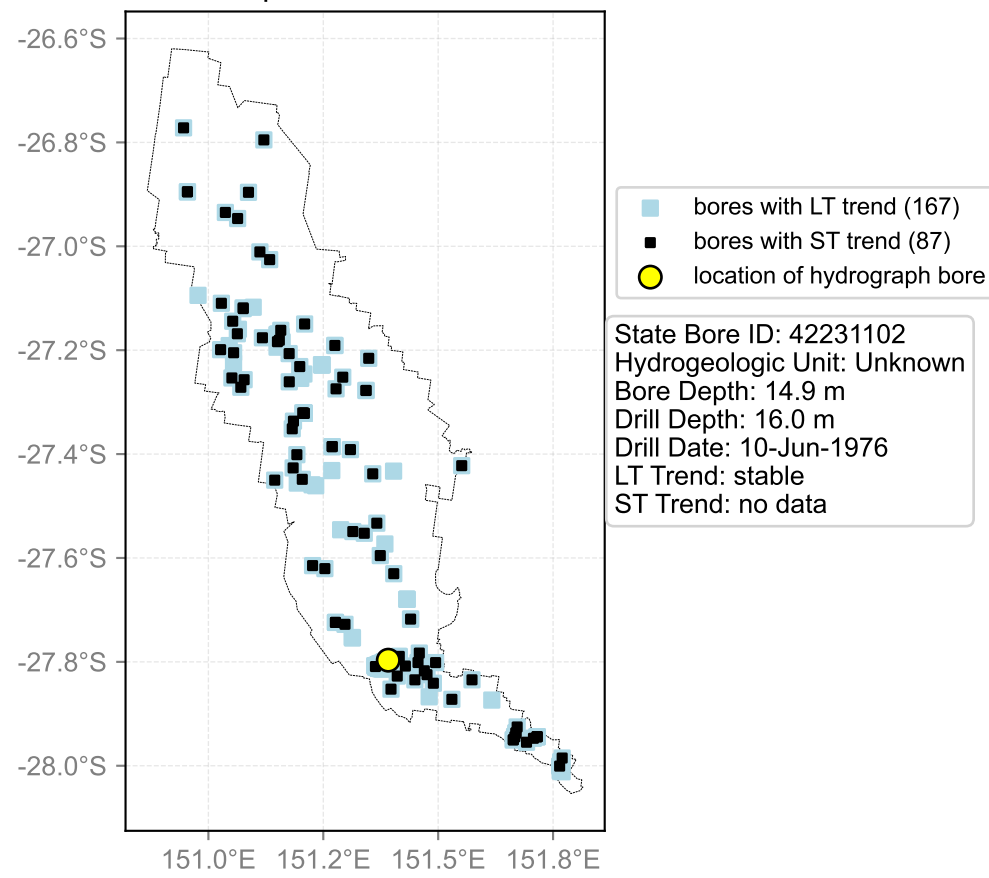 -26.6°S
-26.8°S
-27.0°S
-27.2°S
-27.4°S
-27.6°S
-27.8°S
-28.0°S
151.0°E 151.2°E 151.5°E 151.8°E
bores with LT trend (167)
bores with ST trend (87)
location of hydrograph bore
State Bore ID: 42231102
Hydrogeologic Unit: Unknown
Bore Depth: 14.9 m
Drill Depth: 16.0 m
Drill Date: 10-Jun-1976
LT Trend: stable
ST Trend: no data